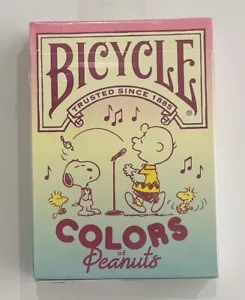 BICYCLE
TRUSTED SINCE 1885
®
COLORS
of
Peanuts